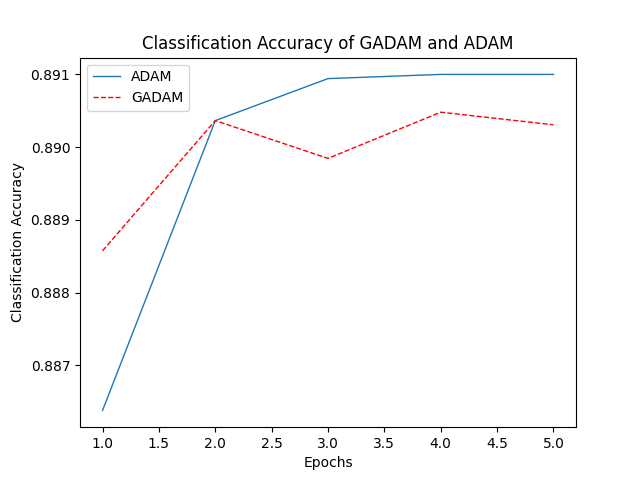 Classification Accuracy of GADAM and ADAM
ADAM
GADAM
0.891
0.890
0.889
0.888
0.887
Classification Accuracy
1.0 1.5 2.0 2.5 3.0 3.5 4.0 4.5 5.0
Epochs